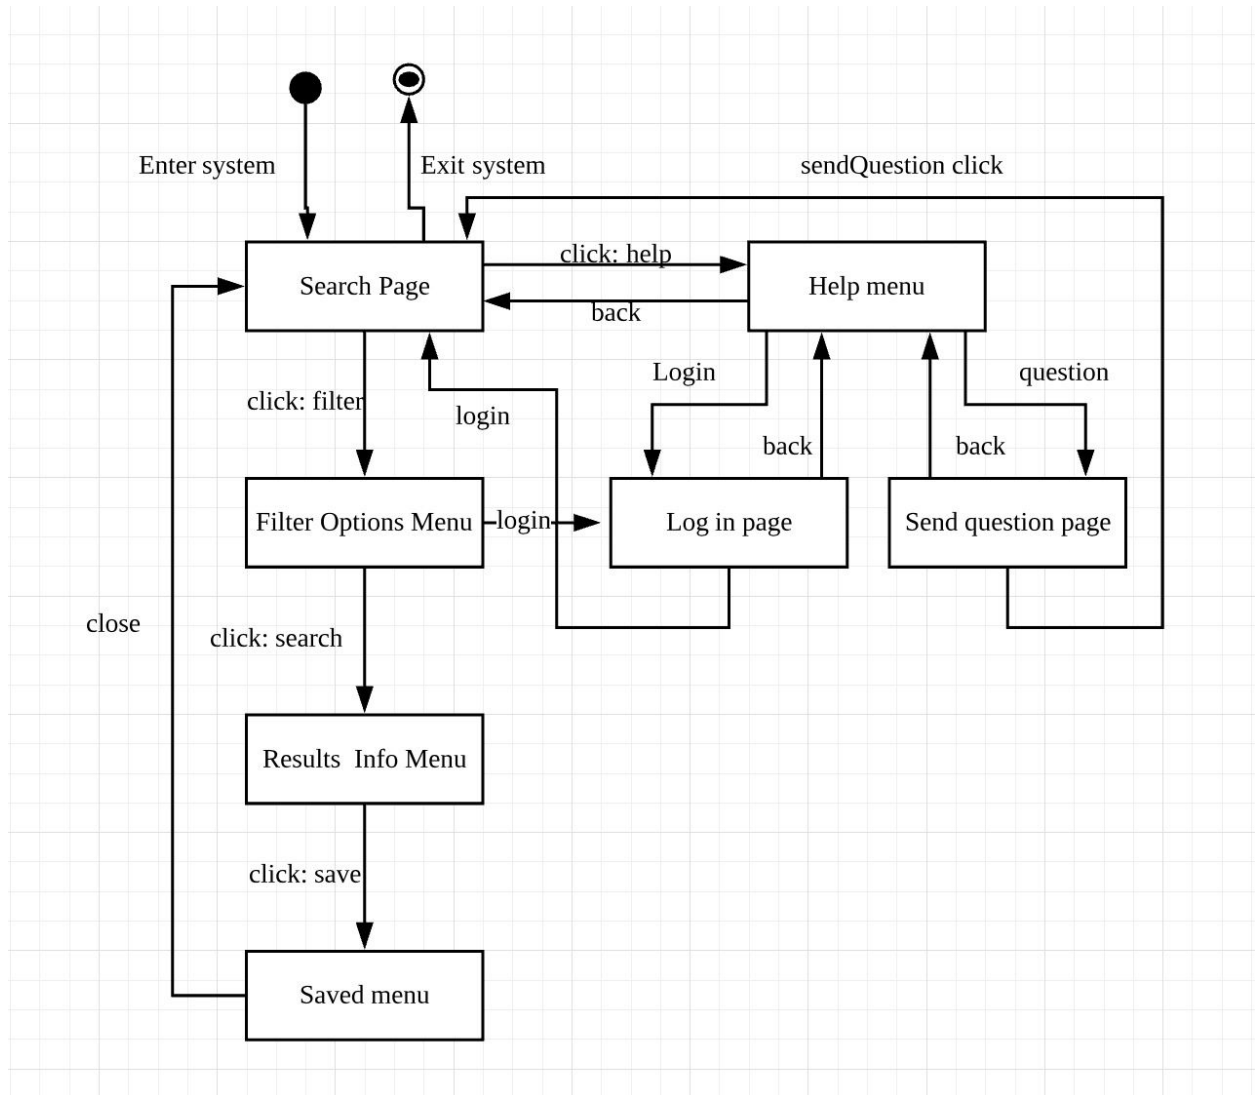 Enter system
Exit system
sendQuestion click
click: help
Search Page
Help menu
back
Login
question
click: filter
login
back
back
Filter Options Menu
login
Log in page
Send question page
close
click: search
Results  Info Menu
click: save
Saved menu